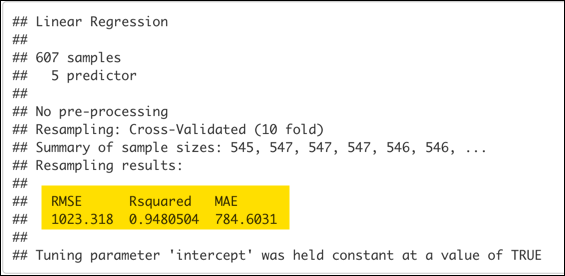 ## Linear Regression
##
## 607 samples
##   5 predictor
##
## No pre-processing
## Resampling: Cross-Validated (10 fold)
## Summary of sample sizes: 545, 547, 547, 547, 546, 546, ...
## Resampling results:
##
##   RMSE      Rsquared   MAE
##   1023.318  0.9480504  784.6031
##
## Tuning parameter 'intercept' was held constant at a value of TRUE